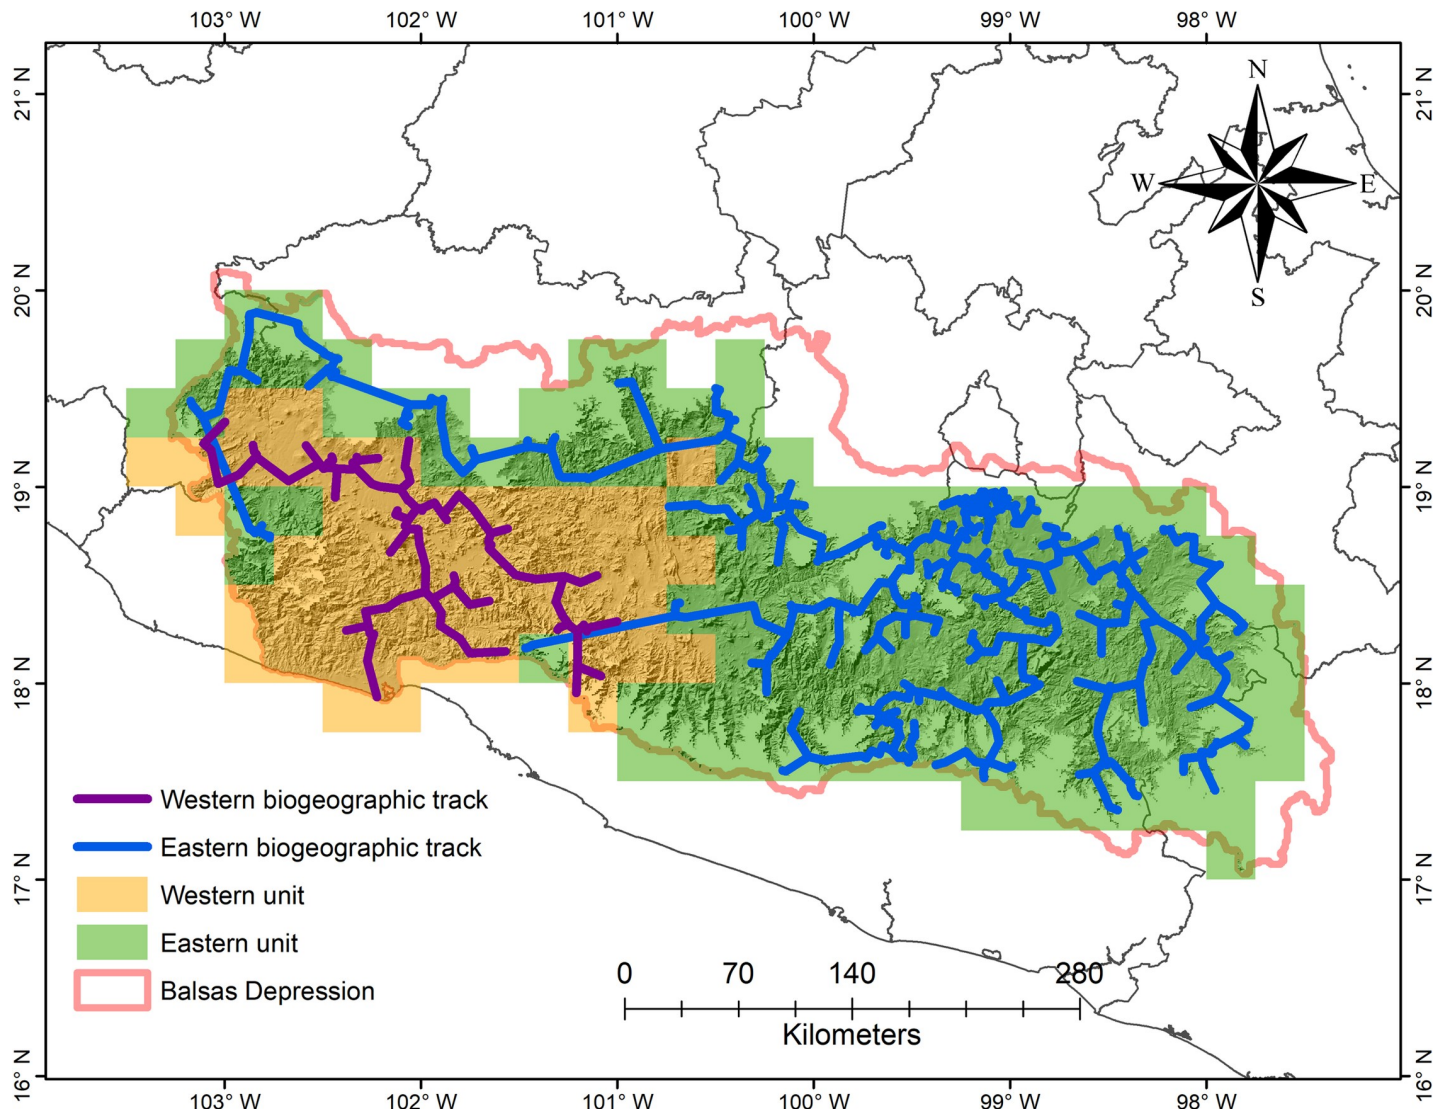 103° W 102° W 101° W 100° W 99° W 98° W
21° N 21° N
N
W E
S
20° N 20° N
19° N 19° N
18° N 18° N
17° N 17° N
16° N 16° N
Western biogeographic track
Eastern biogeographic track
Western unit
Eastern unit
Balsas Depression
0 70 140 280
Kilometers
103° W 102° W 101° W 100° W 99° W 98° W